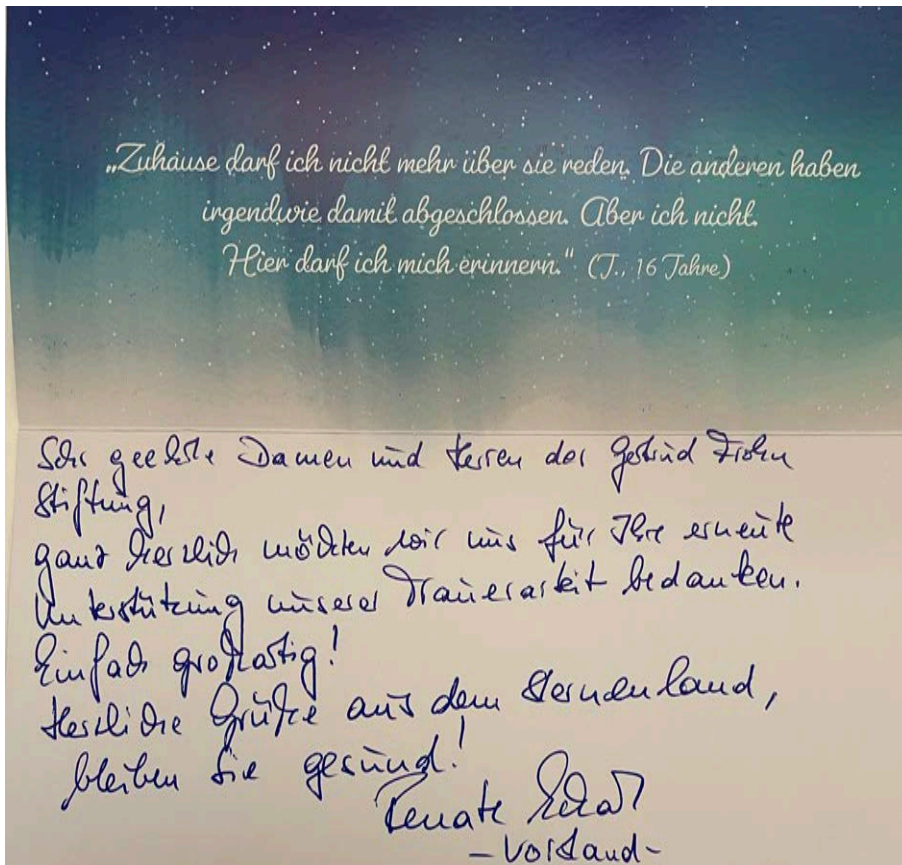 „Zuhause darf ich nicht mehr über sie reden. Die anderen haben
irgendwie damit abgeschlossen. Aber ich nicht.
Hier darf ich mich erinnern." (J., 16 Jahre)
Sehr geehrte Damen und Herren der Gertrud Frohn
Stiftung,
ganz herzlich möchten wir uns für Ihre erneute
Unterstützung unserer Trauerarbeit bedanken.
Einfach großartig!
Herzliche Grüße aus dem Sternenland,
bleiben Sie gesund!
Renate
- Vorstand -